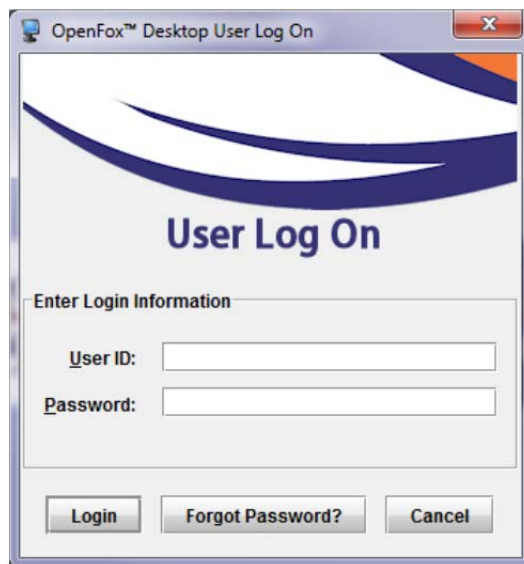 OpenFox™ Desktop User Log On
User Log On
Enter Login Information
User ID:
Password:
Login Forgot Password? Cancel